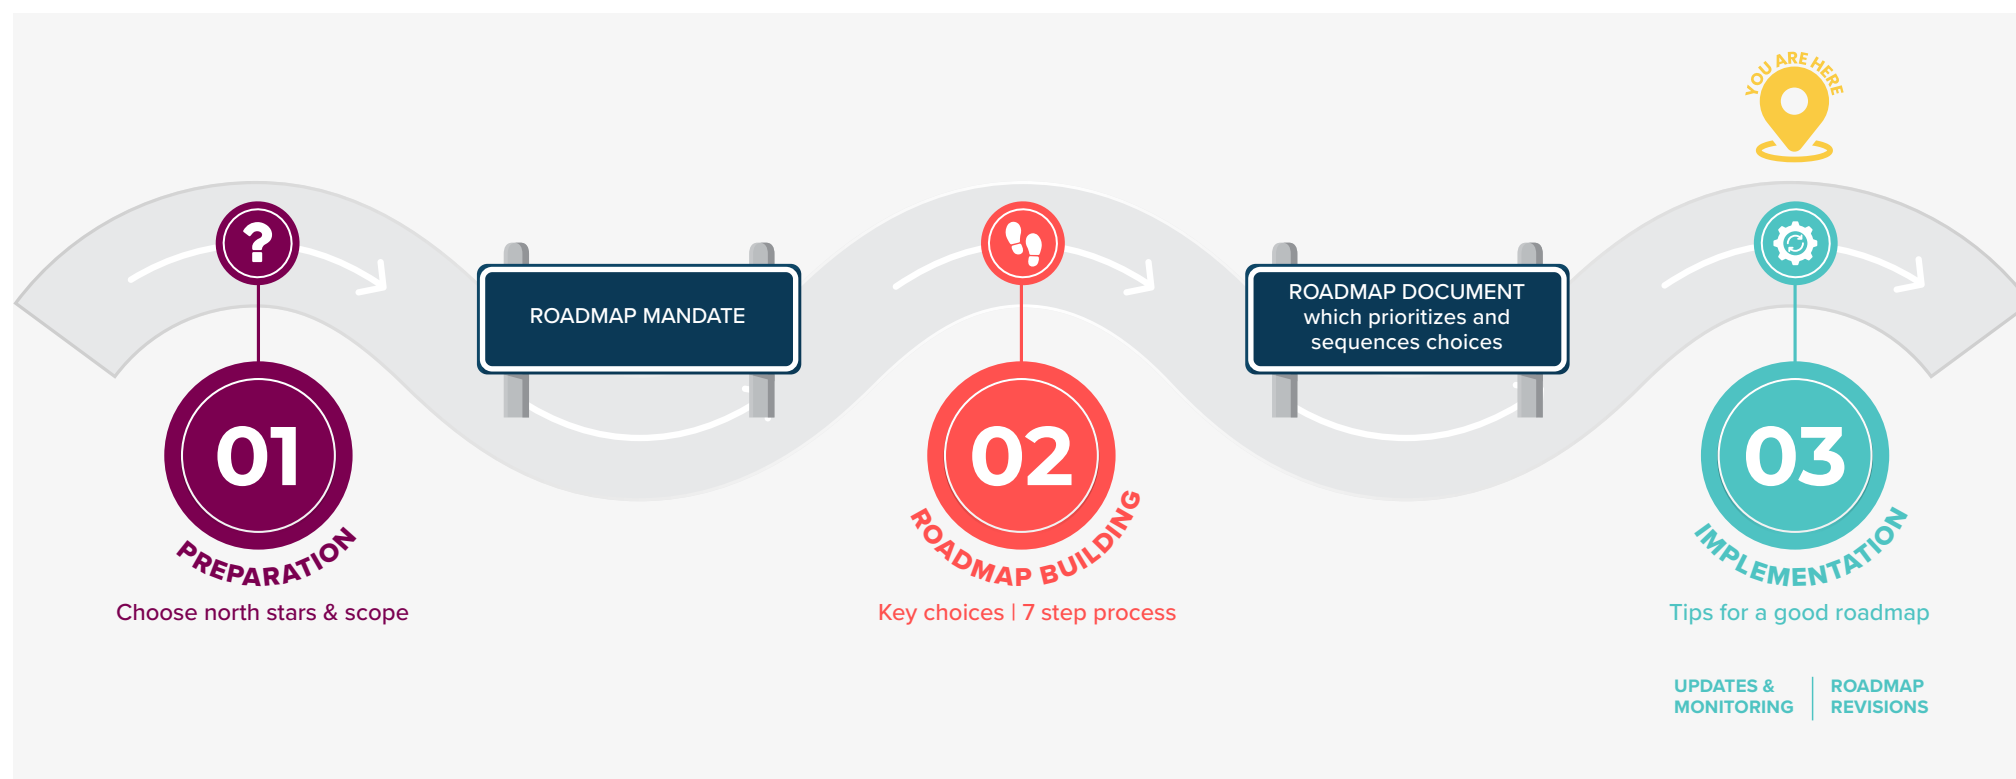 YOU ARE HERE
ROADMAP MANDATE
ROADMAP DOCUMENT
which prioritizes and
sequences choices
01
PREPARATION
Choose north stars & scope
02
ROADMAP BUILDING
Key choices | 7 step process
03
IMPLEMENTATION
Tips for a good roadmap
UPDATES &
MONITORING
ROADMAP
REVISIONS